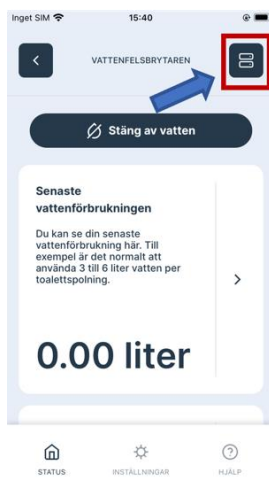 Inget SIM 15:40
VATTENFELSBRYTAREN
Stäng av vatten
Senaste
vattenförbrukningen
Du kan se din senaste
vattenförbrukning här. Till
exempel är det normalt att
använda 3 till 6 liter vatten per
toalettspolning.
0.00 liter
STATUS INSTÄLLNINGAR HJÄLP